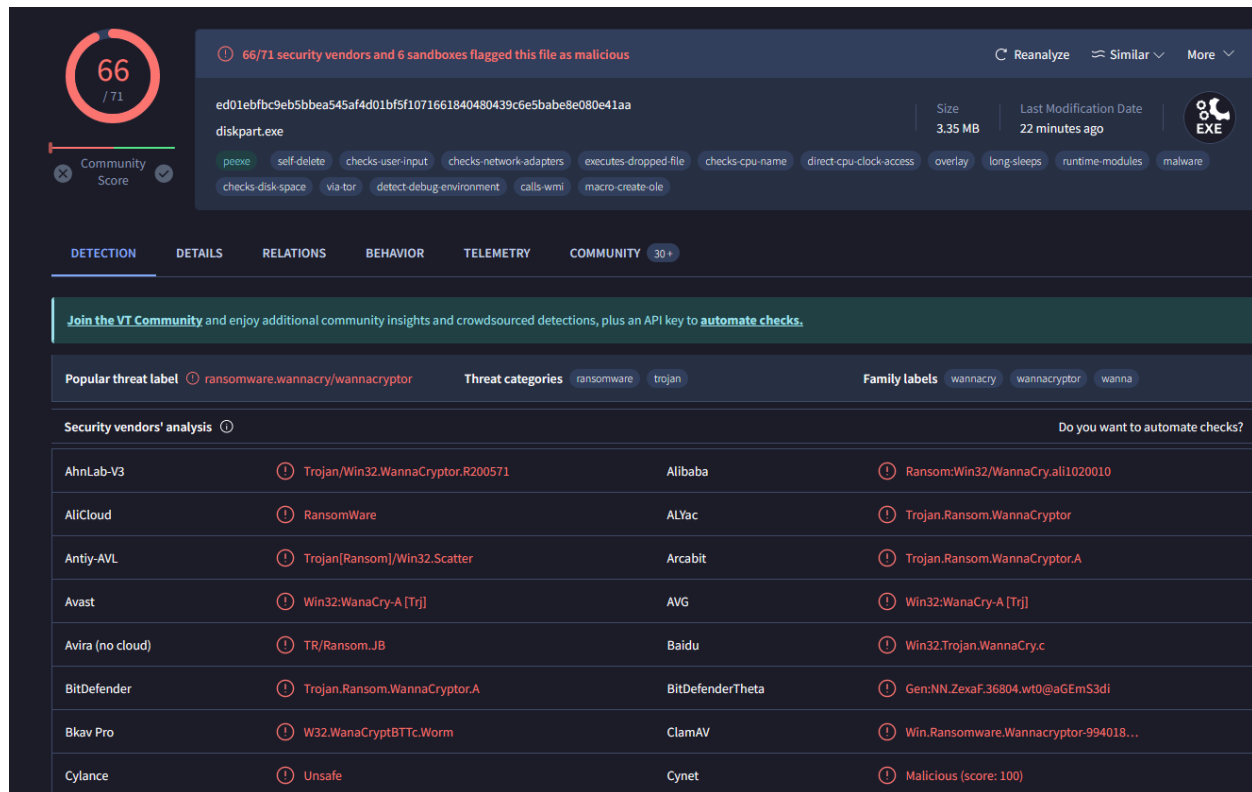 66
/ 71
Community
Score
66/71 security vendors and 6 sandboxes flagged this file as malicious
Reanalyze
Similar
More
ed01ebfbc9eb5bbea545af4d01bf5f1071661840480439c6e5babe8e080e41aa
diskpart.exe
Size
3.35 MB
Last Modification Date
22 minutes ago
EXE
peexe self-delete checks-user-input checks-network-adapters executes-dropped-file checks-cpu-name direct-cpu-clock-access overlay long-sleeps runtime-modules malware
checks-disk-space via-tor detect-debug-environment calls-wmi macro-create-ole
DETECTION DETAILS RELATIONS BEHAVIOR TELEMETRY COMMUNITY 30+
Join the VT Community and enjoy additional community insights and crowdsourced detections, plus an API key to automate checks.
Popular threat label ransomware.wannacry/wannacryptor Threat categories ransomware trojan Family labels wannacry wannacryptor wanna
Security vendors' analysis Do you want to automate checks?
AhnLab-V3 Trojan/Win32.WannaCryptor.R200571 Alibaba Ransom:Win32/WannaCry.ali1020010
AliCloud RansomWare ALYac Trojan.Ransom.WannaCryptor
Antiy-AVL Trojan[Ransom]/Win32.Scatter Arcabit Trojan.Ransom.WannaCryptor.A
Avast Win32:WanaCry-A [Trj] AVG Win32:WanaCry-A [Trj]
Avira (no cloud) TR/Ransom.JB Baidu Win32.Trojan.WannaCry.c
BitDefender Trojan.Ransom.WannaCryptor.A BitDefenderTheta Gen:NN.ZexaF.36804.wt0@aGEmS3di
Bkav Pro W32.WanaCryptBTTc.Worm ClamAV Win.Ransomware.Wannacryptor-994018...
Cylance Unsafe Cynet Malicious (score: 100)